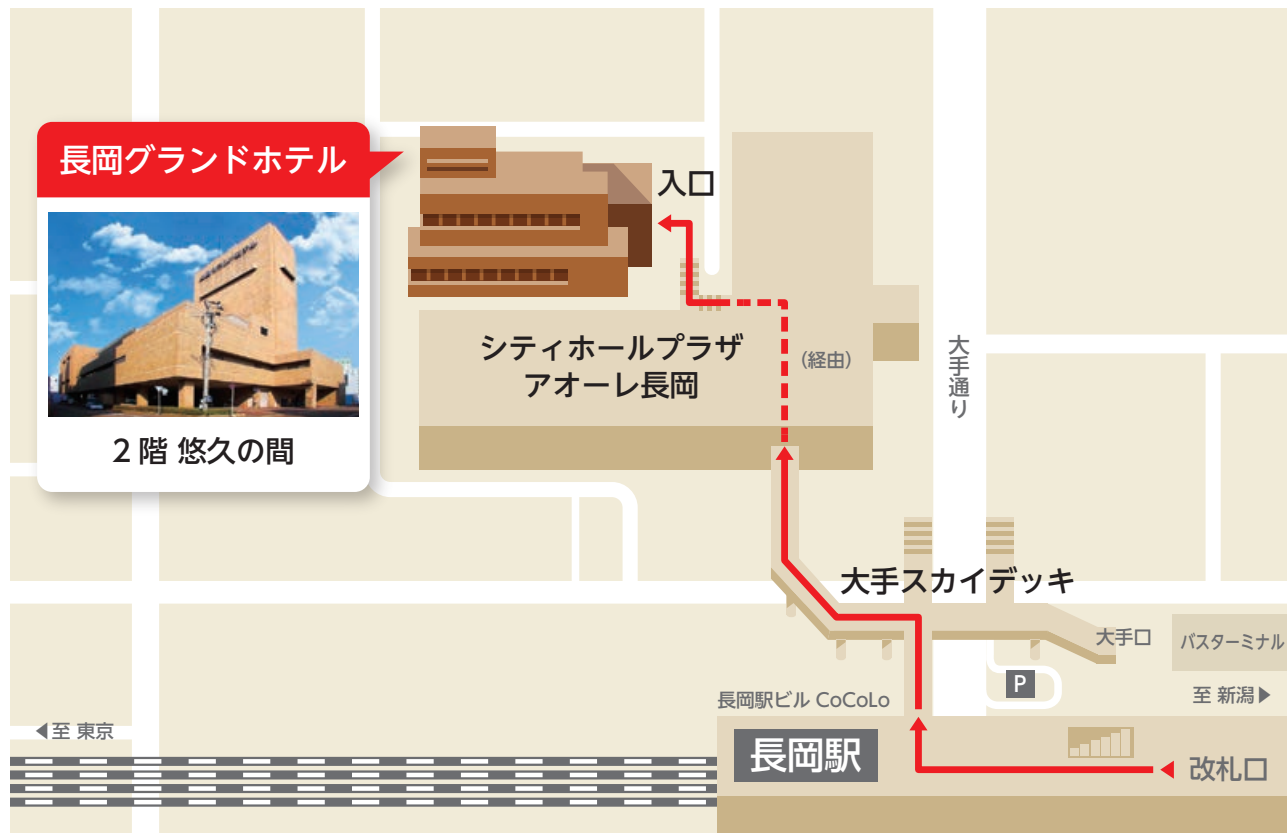 長岡グランドホテル
2階 悠久の間
入口
シティホールプラザ
アオーレ長岡
(経由)
大手通り
大手スカイデッキ
大手口
バスターミナル
P
至 新潟▶
長岡駅ビル CoCoLo
◀至 東京
長岡駅
改札口